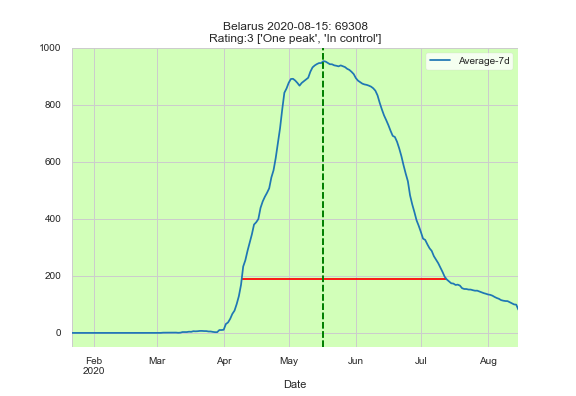 Belarus 2020-08-15: 69308
Rating:3 ['One peak', 'In control']
Average-7d
1000
800
600
400
200
0
Feb
2020
Mar
Apr
May
Jun
Jul
Aug
Date